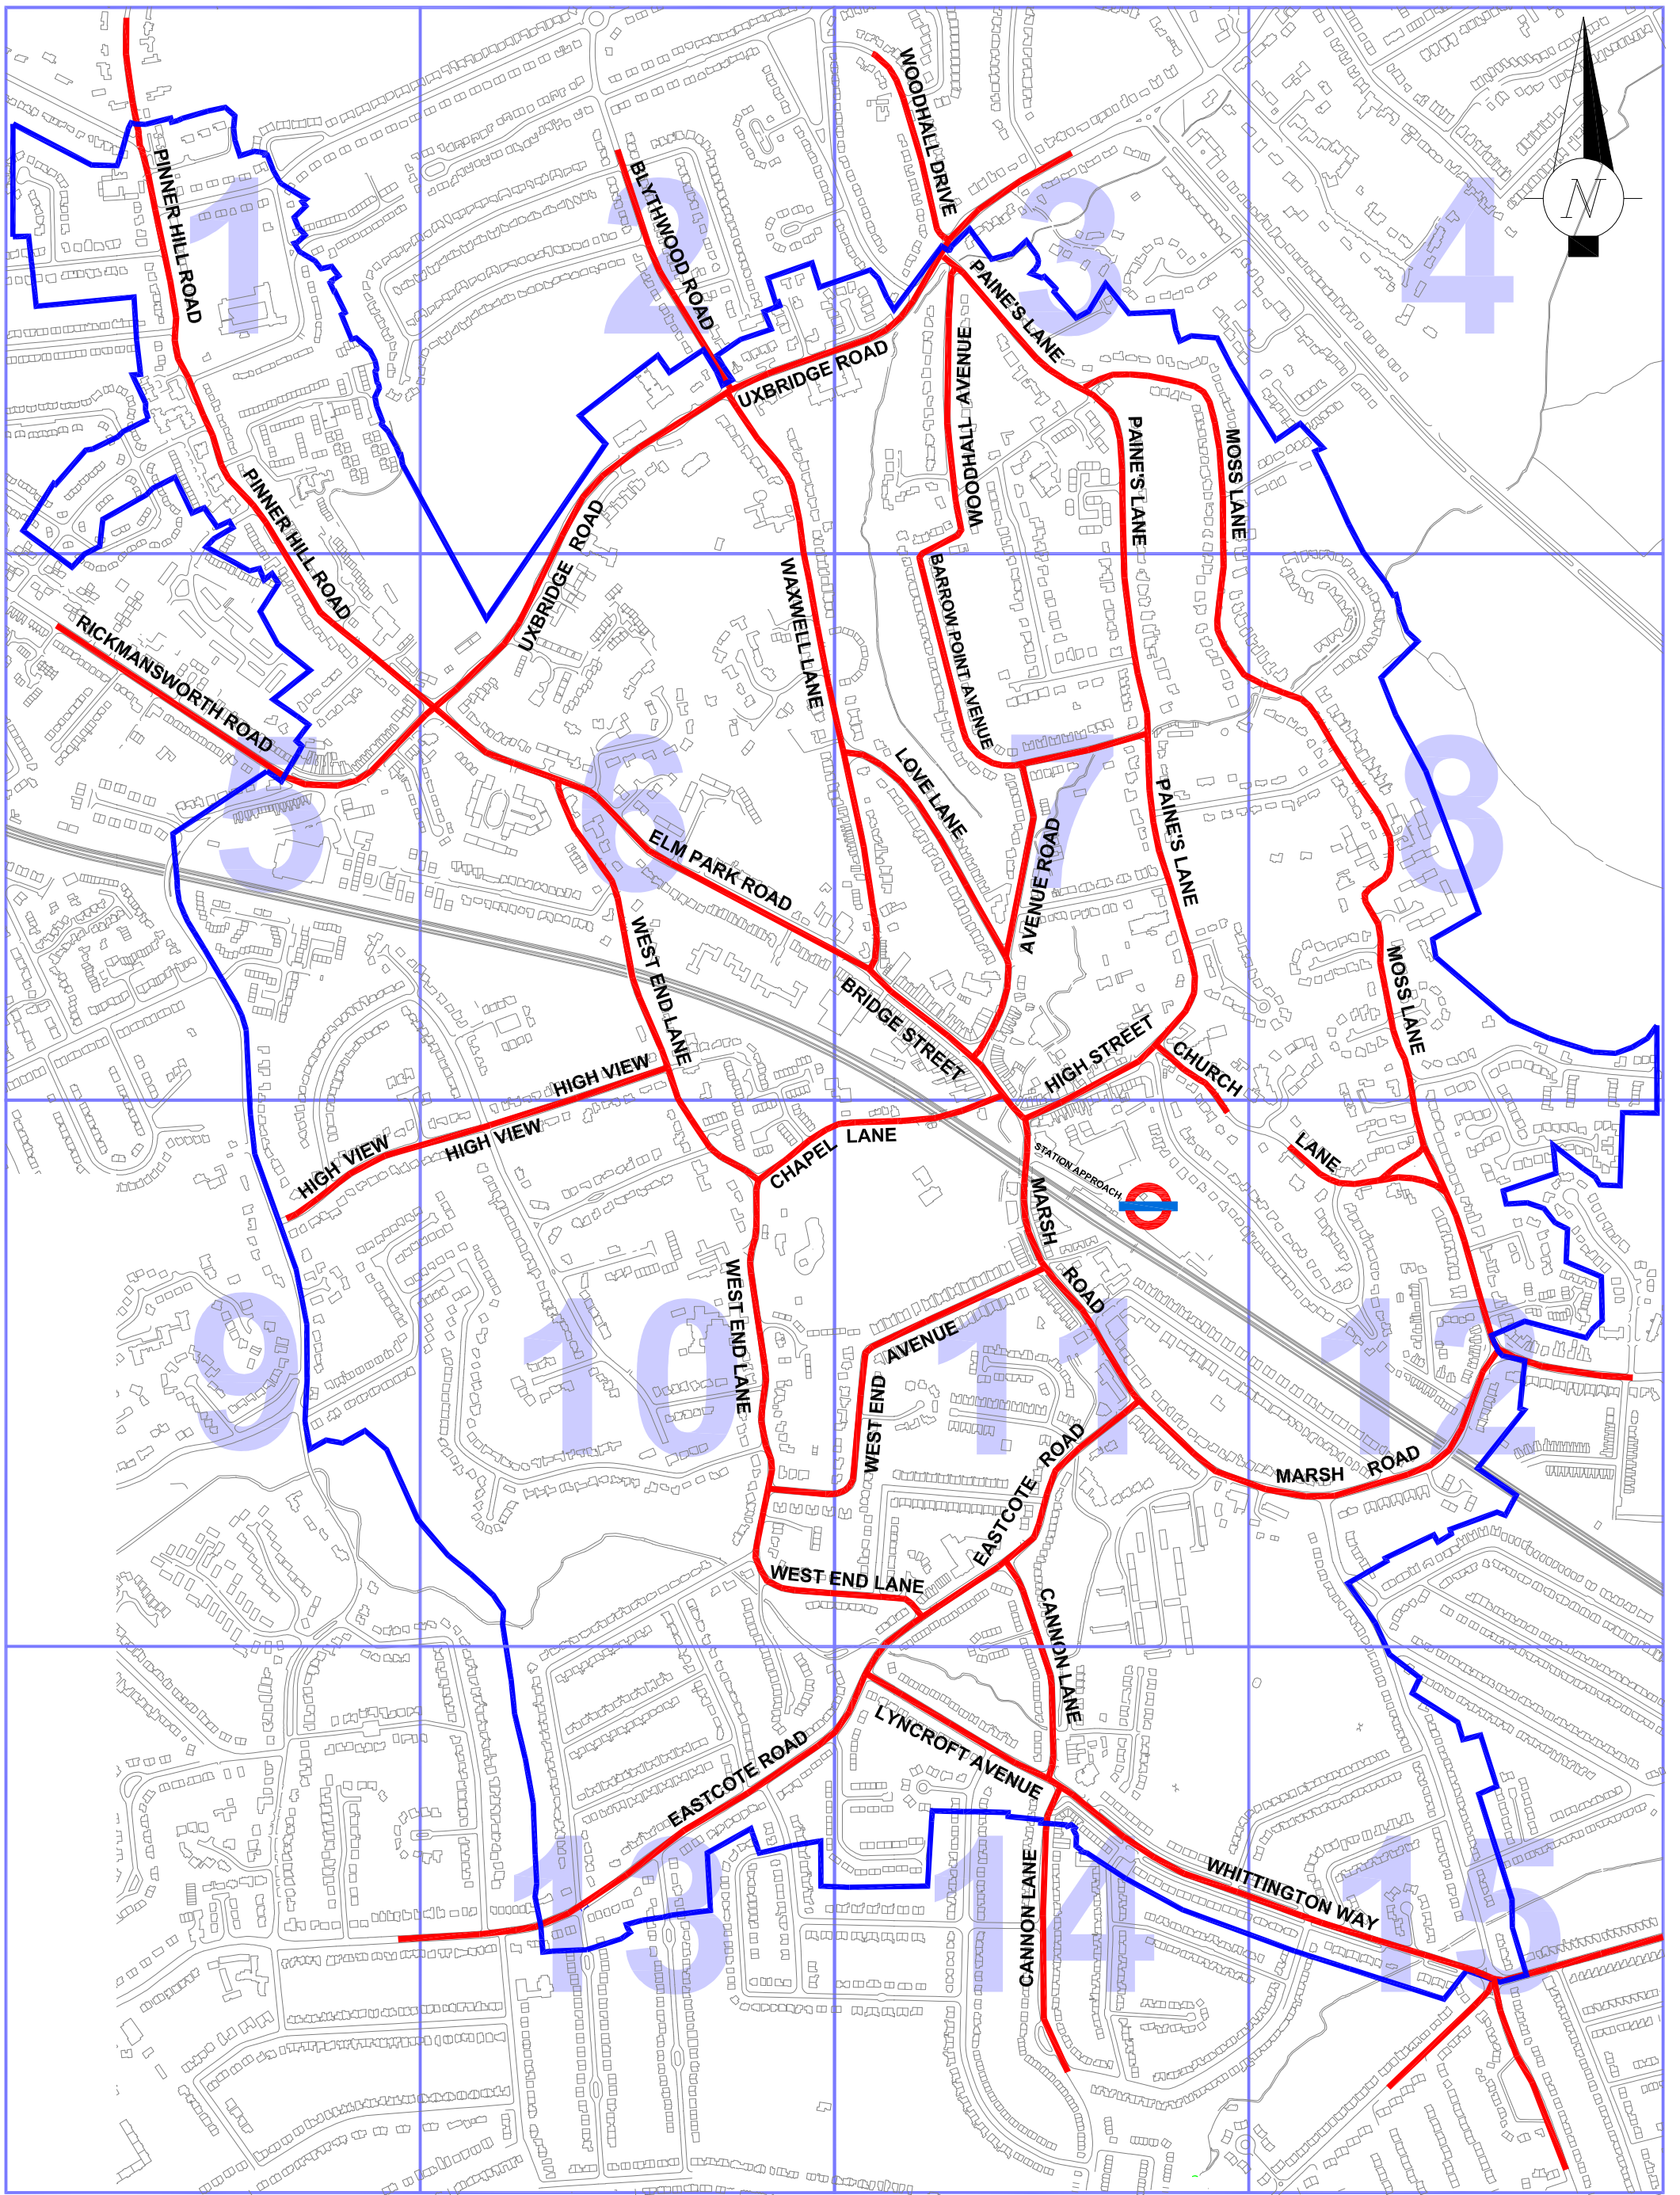 WOODHALL DRIVE
PINNER HILL ROAD
BLYTHWOOD ROAD
1
2
3
4
N
PAINE'S LANE
UXBRIDGE ROAD
WOODHALL AVENUE
PAINE'S LANE
MOSS LANE
PINNER HILL ROAD
UXBRIDGE ROAD
WAXWELL LANE
BARROW POINT AVENUE
RICKMANSWORTH ROAD
5
6
7
8
LOVE LANE
PAINE'S LANE
AVENUE ROAD
ELM PARK ROAD
WEST END LANE
MOSS LANE
BRIDGE STREET
HIGH STREET
CHURCH
LANE
HIGH VIEW
HIGH VIEW
HIGH VIEW
CHAPEL LANE
STATION APPROACH
MARSH ROAD
9
10
11
12
WEST END LANE
WEST END AVENUE
EASTCOTE ROAD
MARSH ROAD
WEST END LANE
CANNON LANE
LYNCROFT AVENUE
EASTCOTE ROAD
13
14
15
WHITTINGTON WAY
CANNON LANE